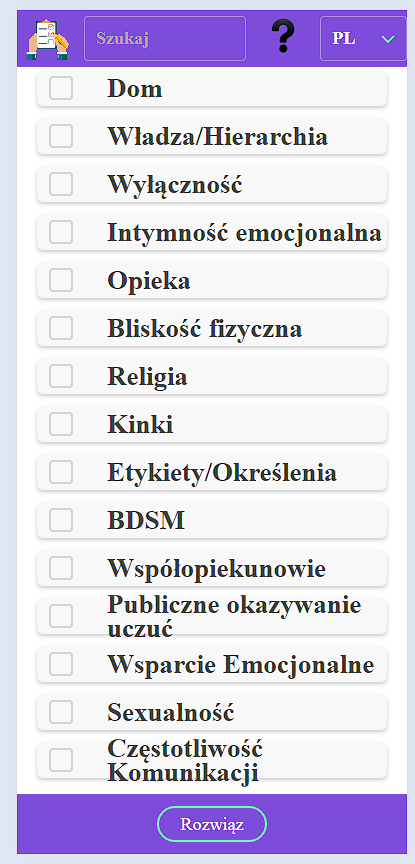 Szukaj
PL
Dom
Władza/Hierarchia
Wyłączność
Intymność emocjonalna
Opieka
Bliskość fizyczna
Religia
Kinki
Etykiety/Określenia
BDSM
Współopiekunowie
Publiczne okazywanie
uczuć
Wsparcie Emocjonalne
Sexualność
Częstotliwość
Komunikacji
Rozwiąz